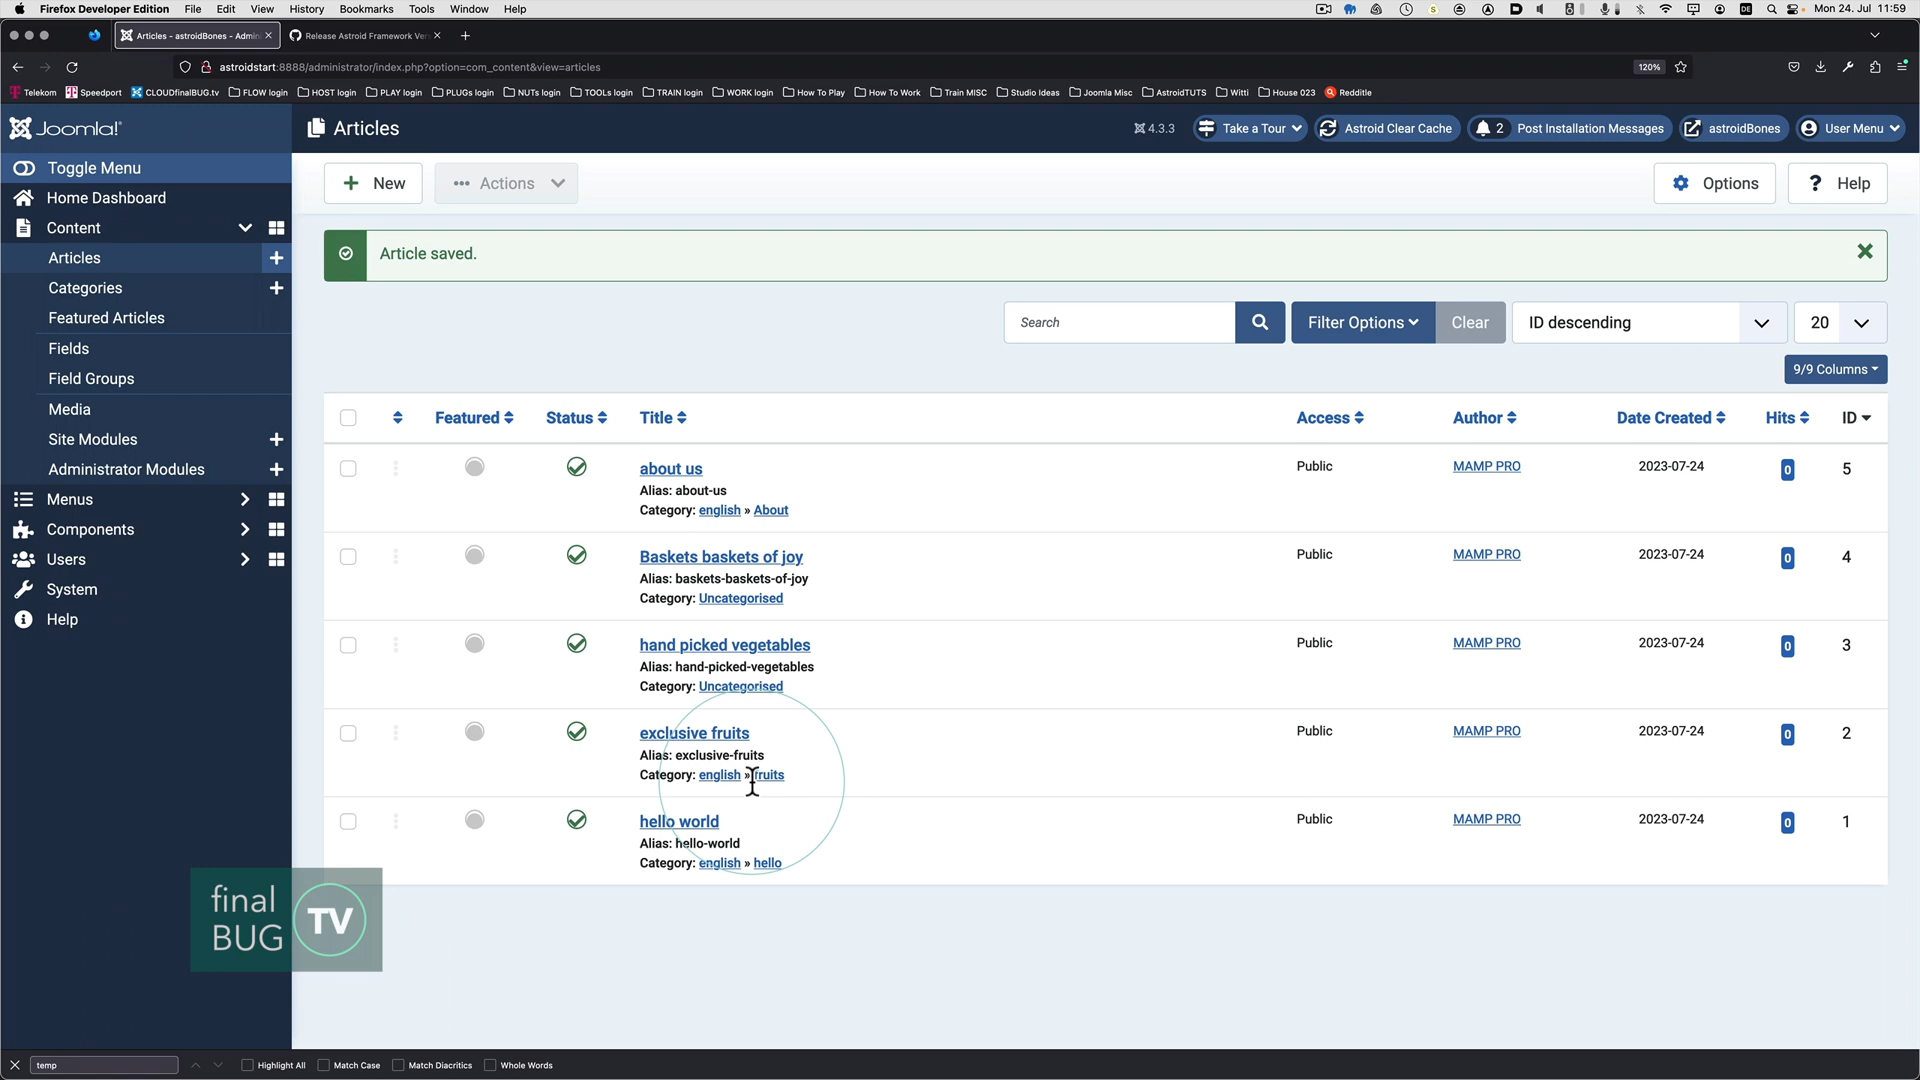 Firefox Developer Edition File Edit View History Bookmarks Tools Window Help
DE
Mon 24. Jul 11:59
Articles - astroidBones - Admin
Release Astroid Framework Ver
astroidstart:8888/administrator/index.php?option=com_content&view=articles
120%
Telekom Speedport CLOUDfinalBUG.tv FLOW login HOST login PLAY login PLUGs login NUTs login TOOLs login TRAIN login WORK login How To Play How To Work Train MISC Studio Ideas Joomla Misc AstroidTUTS Witti House 023 Redditle
Joomla!
Articles
4.3.3
Take a Tour
Astroid Clear Cache
2 Post Installation Messages
astroidBones
User Menu
Toggle Menu
Home Dashboard
Content
Articles
Categories
Featured Articles
Fields
Field Groups
Media
Site Modules
Administrator Modules
Menus
Components
Users
System
Help
New
Actions
Options
Help
Article saved.
Search
Filter Options
Clear
ID descending
20
9/9 Columns
Featured Status Title Access Author Date Created Hits ID
about us Public MAMP PRO 2023-07-24 0 5
Alias: about-us
Category: english » About
Baskets baskets of joy Public MAMP PRO 2023-07-24 0 4
Alias: baskets-baskets-of-joy
Category: Uncategorised
hand picked vegetables Public MAMP PRO 2023-07-24 0 3
Alias: hand-picked-vegetables
Category: Uncategorised
exclusive fruits Public MAMP PRO 2023-07-24 0 2
Alias: exclusive-fruits
Category: english » fruits
hello world Public MAMP PRO 2023-07-24 0 1
Alias: hello-world
Category: english » hello
final
BUG
TV
temp
Highlight All Match Case Match Diacritics Whole Words